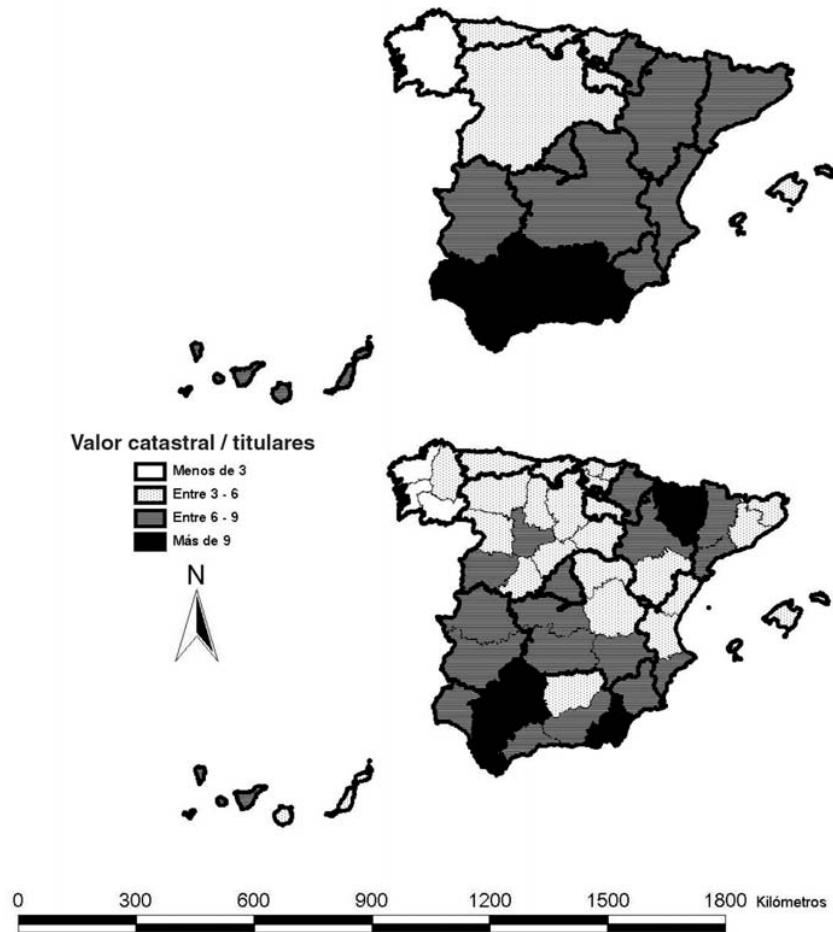 Valor catastral / titulares
Menos de 3
Entre 3 - 6
Entre 6 - 9
Más de 9
N
0 300 600 900 1200 1500 1800 Kilómetros